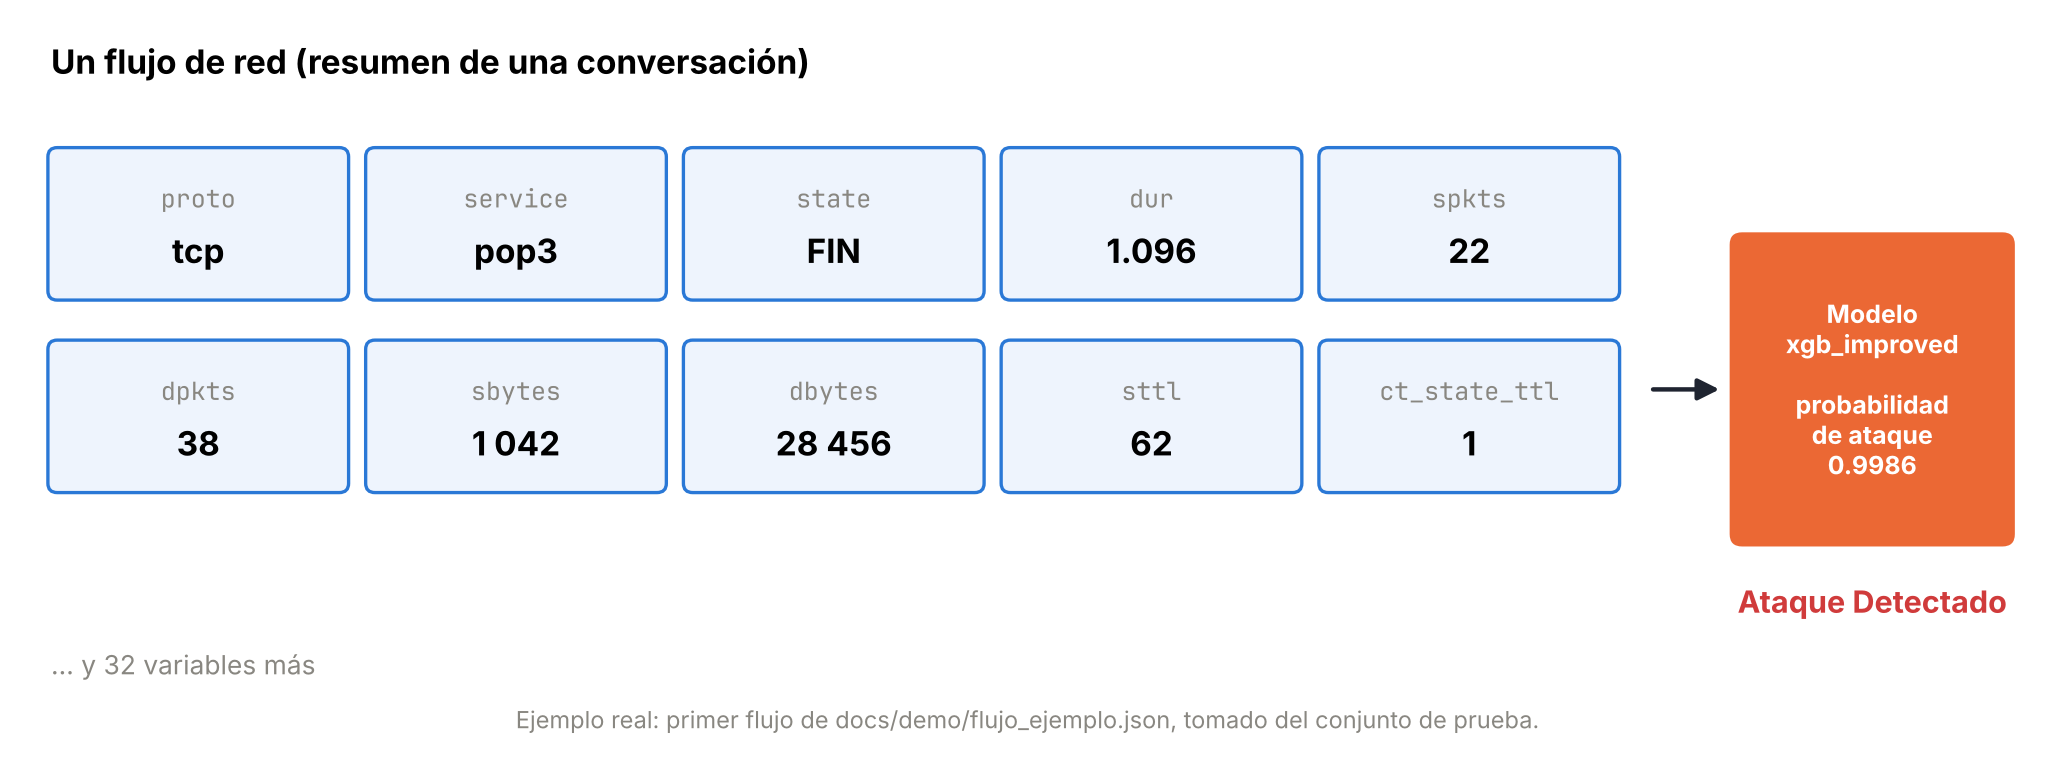 Un flujo de red (resumen de una conversación)
proto
tcp
service
pop3
state
FIN
dur
1.096
spkts
22
dpkts
38
sbytes
1 042
dbytes
28 456
sttl
62
ct_state_ttl
1
Modelo
xgb_improved
probabilidad
de ataque
0.9986
Ataque Detectado
... y 32 variables más
Ejemplo real: primer flujo de docs/demo/flujo_ejemplo.json, tomado del conjunto de prueba.